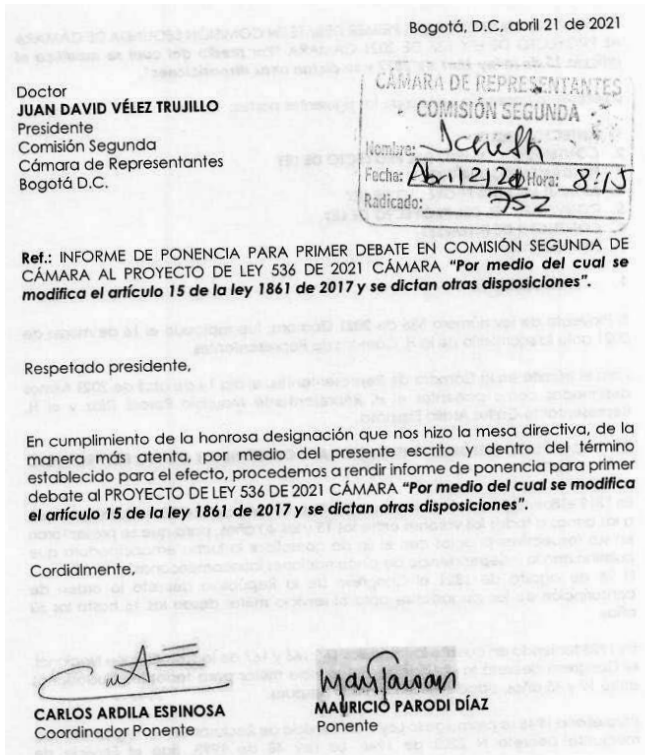 Bogotá, D.C, abril 21 de 2021
Doctor
JUAN DAVID VÉLEZ TRUJILLO
Presidente
Comisión Segunda
Cámara de Representantes
Bogotá D.C.
CÁMARA DE REPRESENTANTES
COMISIÓN SEGUNDA
Nombre: Janeth
Fecha: Hora: 8:15
Radicado: 752
Ref.: INFORME DE PONENCIA PARA PRIMER DEBATE EN COMISIÓN SEGUNDA DE
CÁMARA AL PROYECTO DE LEY 536 DE 2021 CÁMARA "Por medio del cual se
modifica el artículo 15 de la ley 1861 de 2017 y se dictan otras disposiciones".
Respetado presidente,
En cumplimiento de la honrosa designación que nos hizo la mesa directiva, de la
manera más atenta, por medio del presente escrito y dentro del término
establecido para el efecto, procedemos a rendir informe de ponencia para primer
debate al PROYECTO DE LEY 536 DE 2021 CÁMARA "Por medio del cual se modifica
el artículo 15 de la ley 1861 de 2017 y se dictan otras disposiciones".
Cordialmente,
CARLOS ARDILA ESPINOSA
Coordinador Ponente
MAURICIO PARODI DÍAZ
Ponente